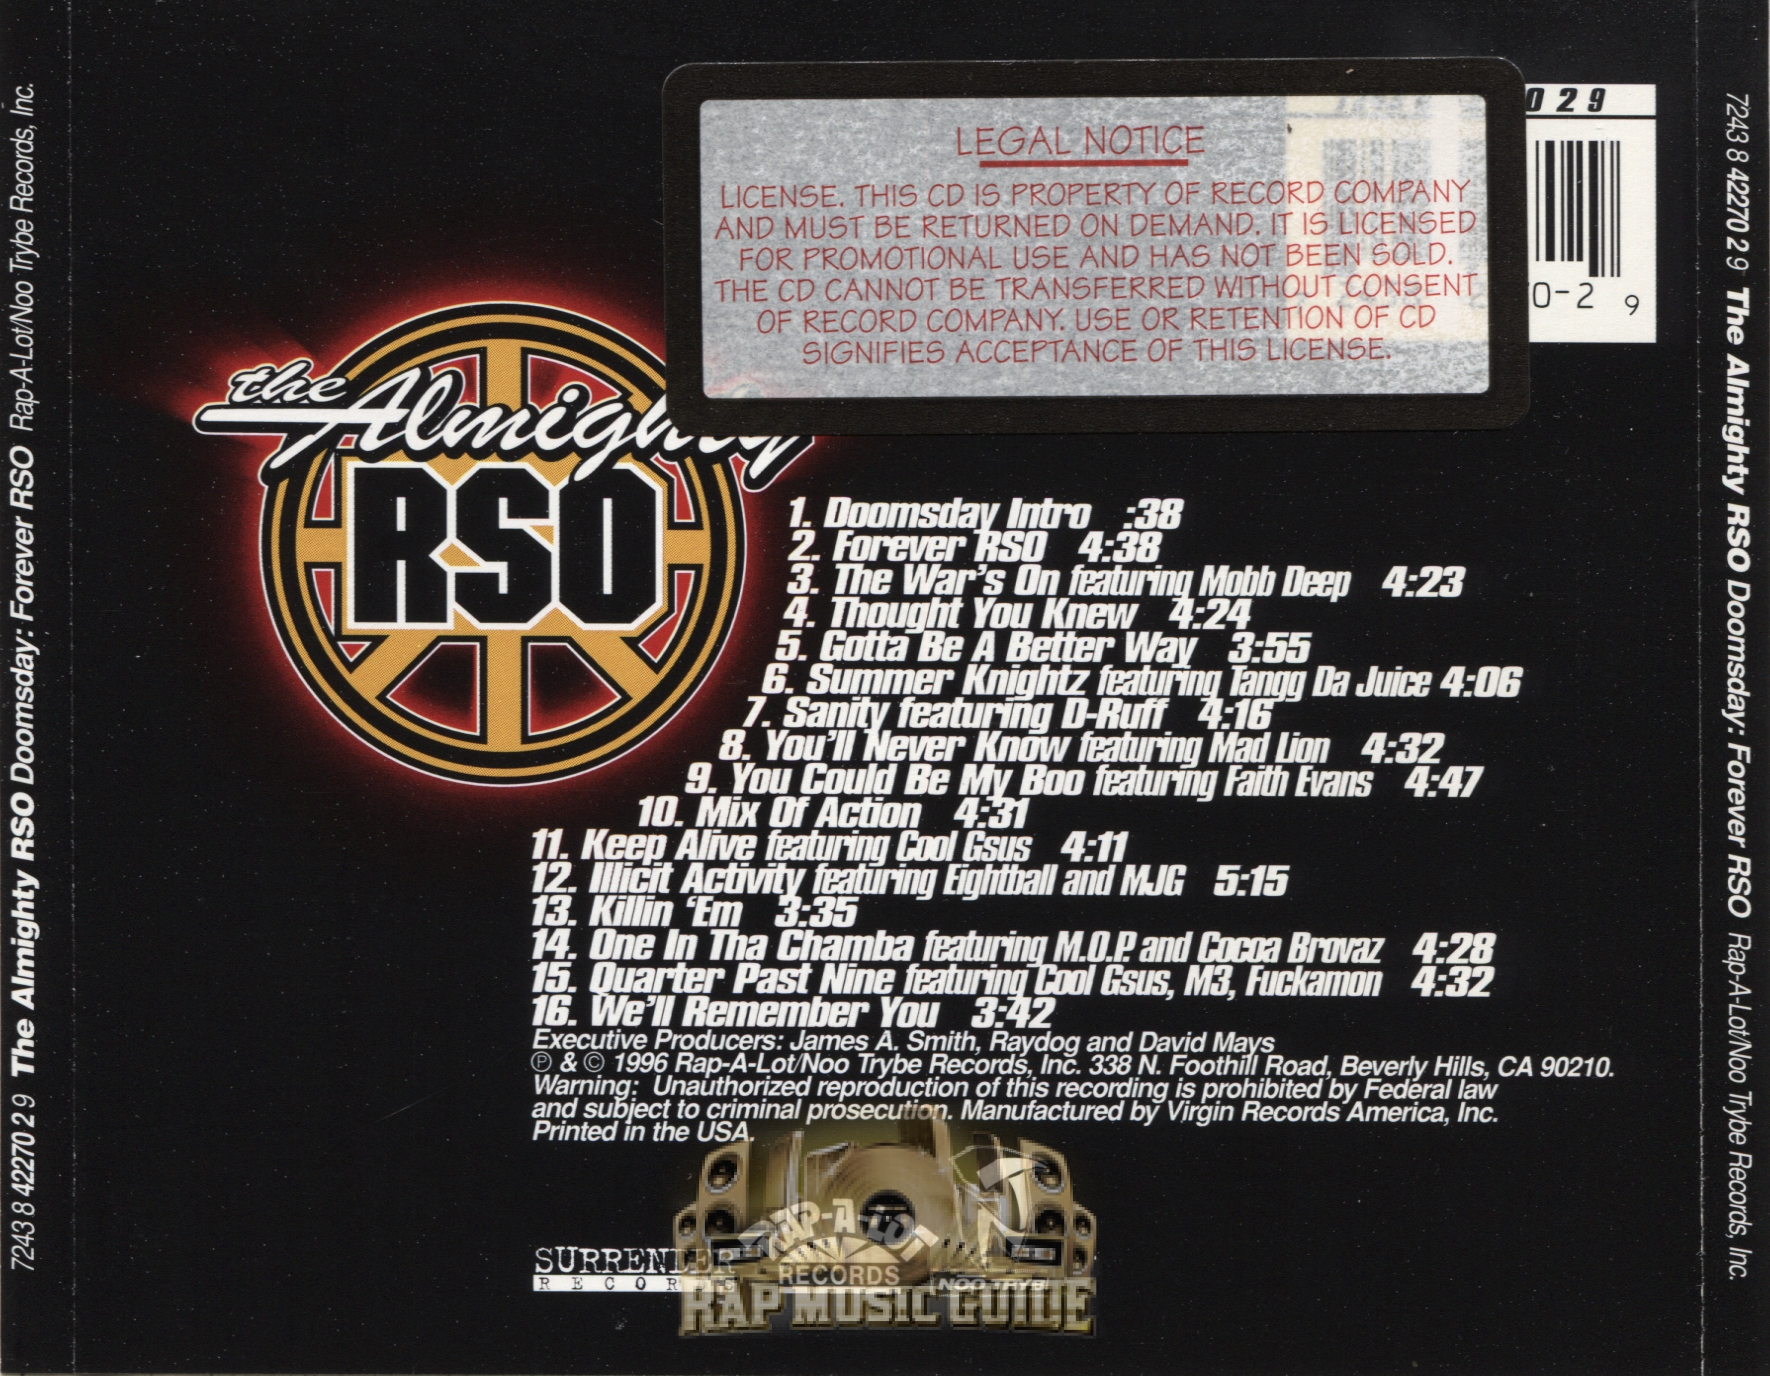 7243 8 42270 2 9 The Almighty RSO Doomsday: Forever RSO Rap-A-Lot/Noo Trybe Records, Inc.
LEGAL NOTICE
LICENSE. THIS CD IS PROPERTY OF RECORD COMPANY
AND MUST BE RETURNED ON DEMAND. IT IS LICENSED
FOR PROMOTIONAL USE AND HAS NOT BEEN SOLD.
THE CD CANNOT BE TRANSFERRED WITHOUT CONSENT
OF RECORD COMPANY. USE OR RETENTION OF CD
SIGNIFIES ACCEPTANCE OF THIS LICENSE.
029
0-2 9
the Almighty
RSO
1. Doomsday Intro :38
2. Forever RSO 4:38
3. The War's On featuring Mobb Deep 4:23
4. Thought You Knew 4:24
5. Gotta Be A Better Way 3:55
6. Summer Knightz featuring Tangg Da Juice 4:06
7. Sanity featuring D-Ruff 4:16
8. You'll Never Know featuring Mad Lion 4:32
9. You Could Be My Boo featuring Faith Evans 4:47
10. Mix Of Action 4:31
11. Keep Alive featuring Cool Gsus 4:11
12. Illicit Activity featuring Eightball and MJG 5:15
13. Killin 'Em 3:35
14. One In Tha Chamba featuring M.O.P. and Cocoa Brovaz 4:28
15. Quarter Past Nine featuring Cool Gsus, M3, Fuckamon 4:32
16. We'll Remember You 3:42
Executive Producers: James A. Smith, Raydog and David Mays
℗ & © 1996 Rap-A-Lot/Noo Trybe Records, Inc. 338 N. Foothill Road, Beverly Hills, CA 90210.
Warning: Unauthorized reproduction of this recording is prohibited by Federal law
and subject to criminal prosecution. Manufactured by Virgin Records America, Inc.
Printed in the USA.
SURRENDER
RECORDS
RAP-A-LOT
RECORDS
NOO TRYBE
RAP MUSIC GUIDE
7243 8 42270 2 9 The Almighty RSO Doomsday: Forever RSO Rap-A-Lot/Noo Trybe Records, Inc.